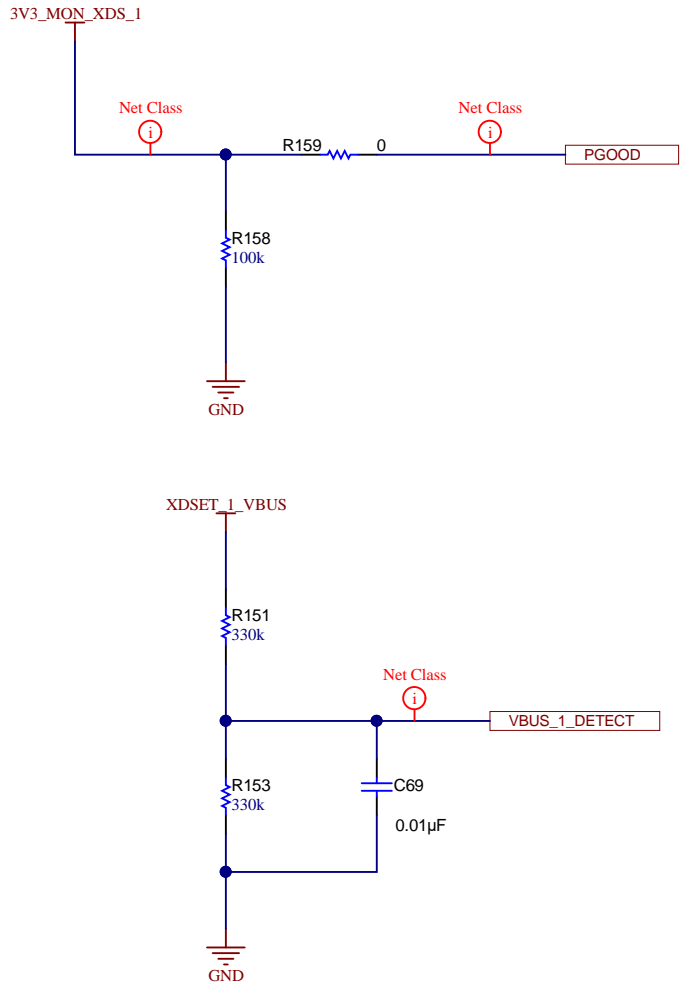 3V3_MON_XDS_1
Net Class
i
Net Class
i
R159
0
PGOOD
R158
100k
GND
XDSET_1_VBUS
R151
330k
Net Class
i
VBUS_1_DETECT
R153
330k
C69
0.01µF
GND